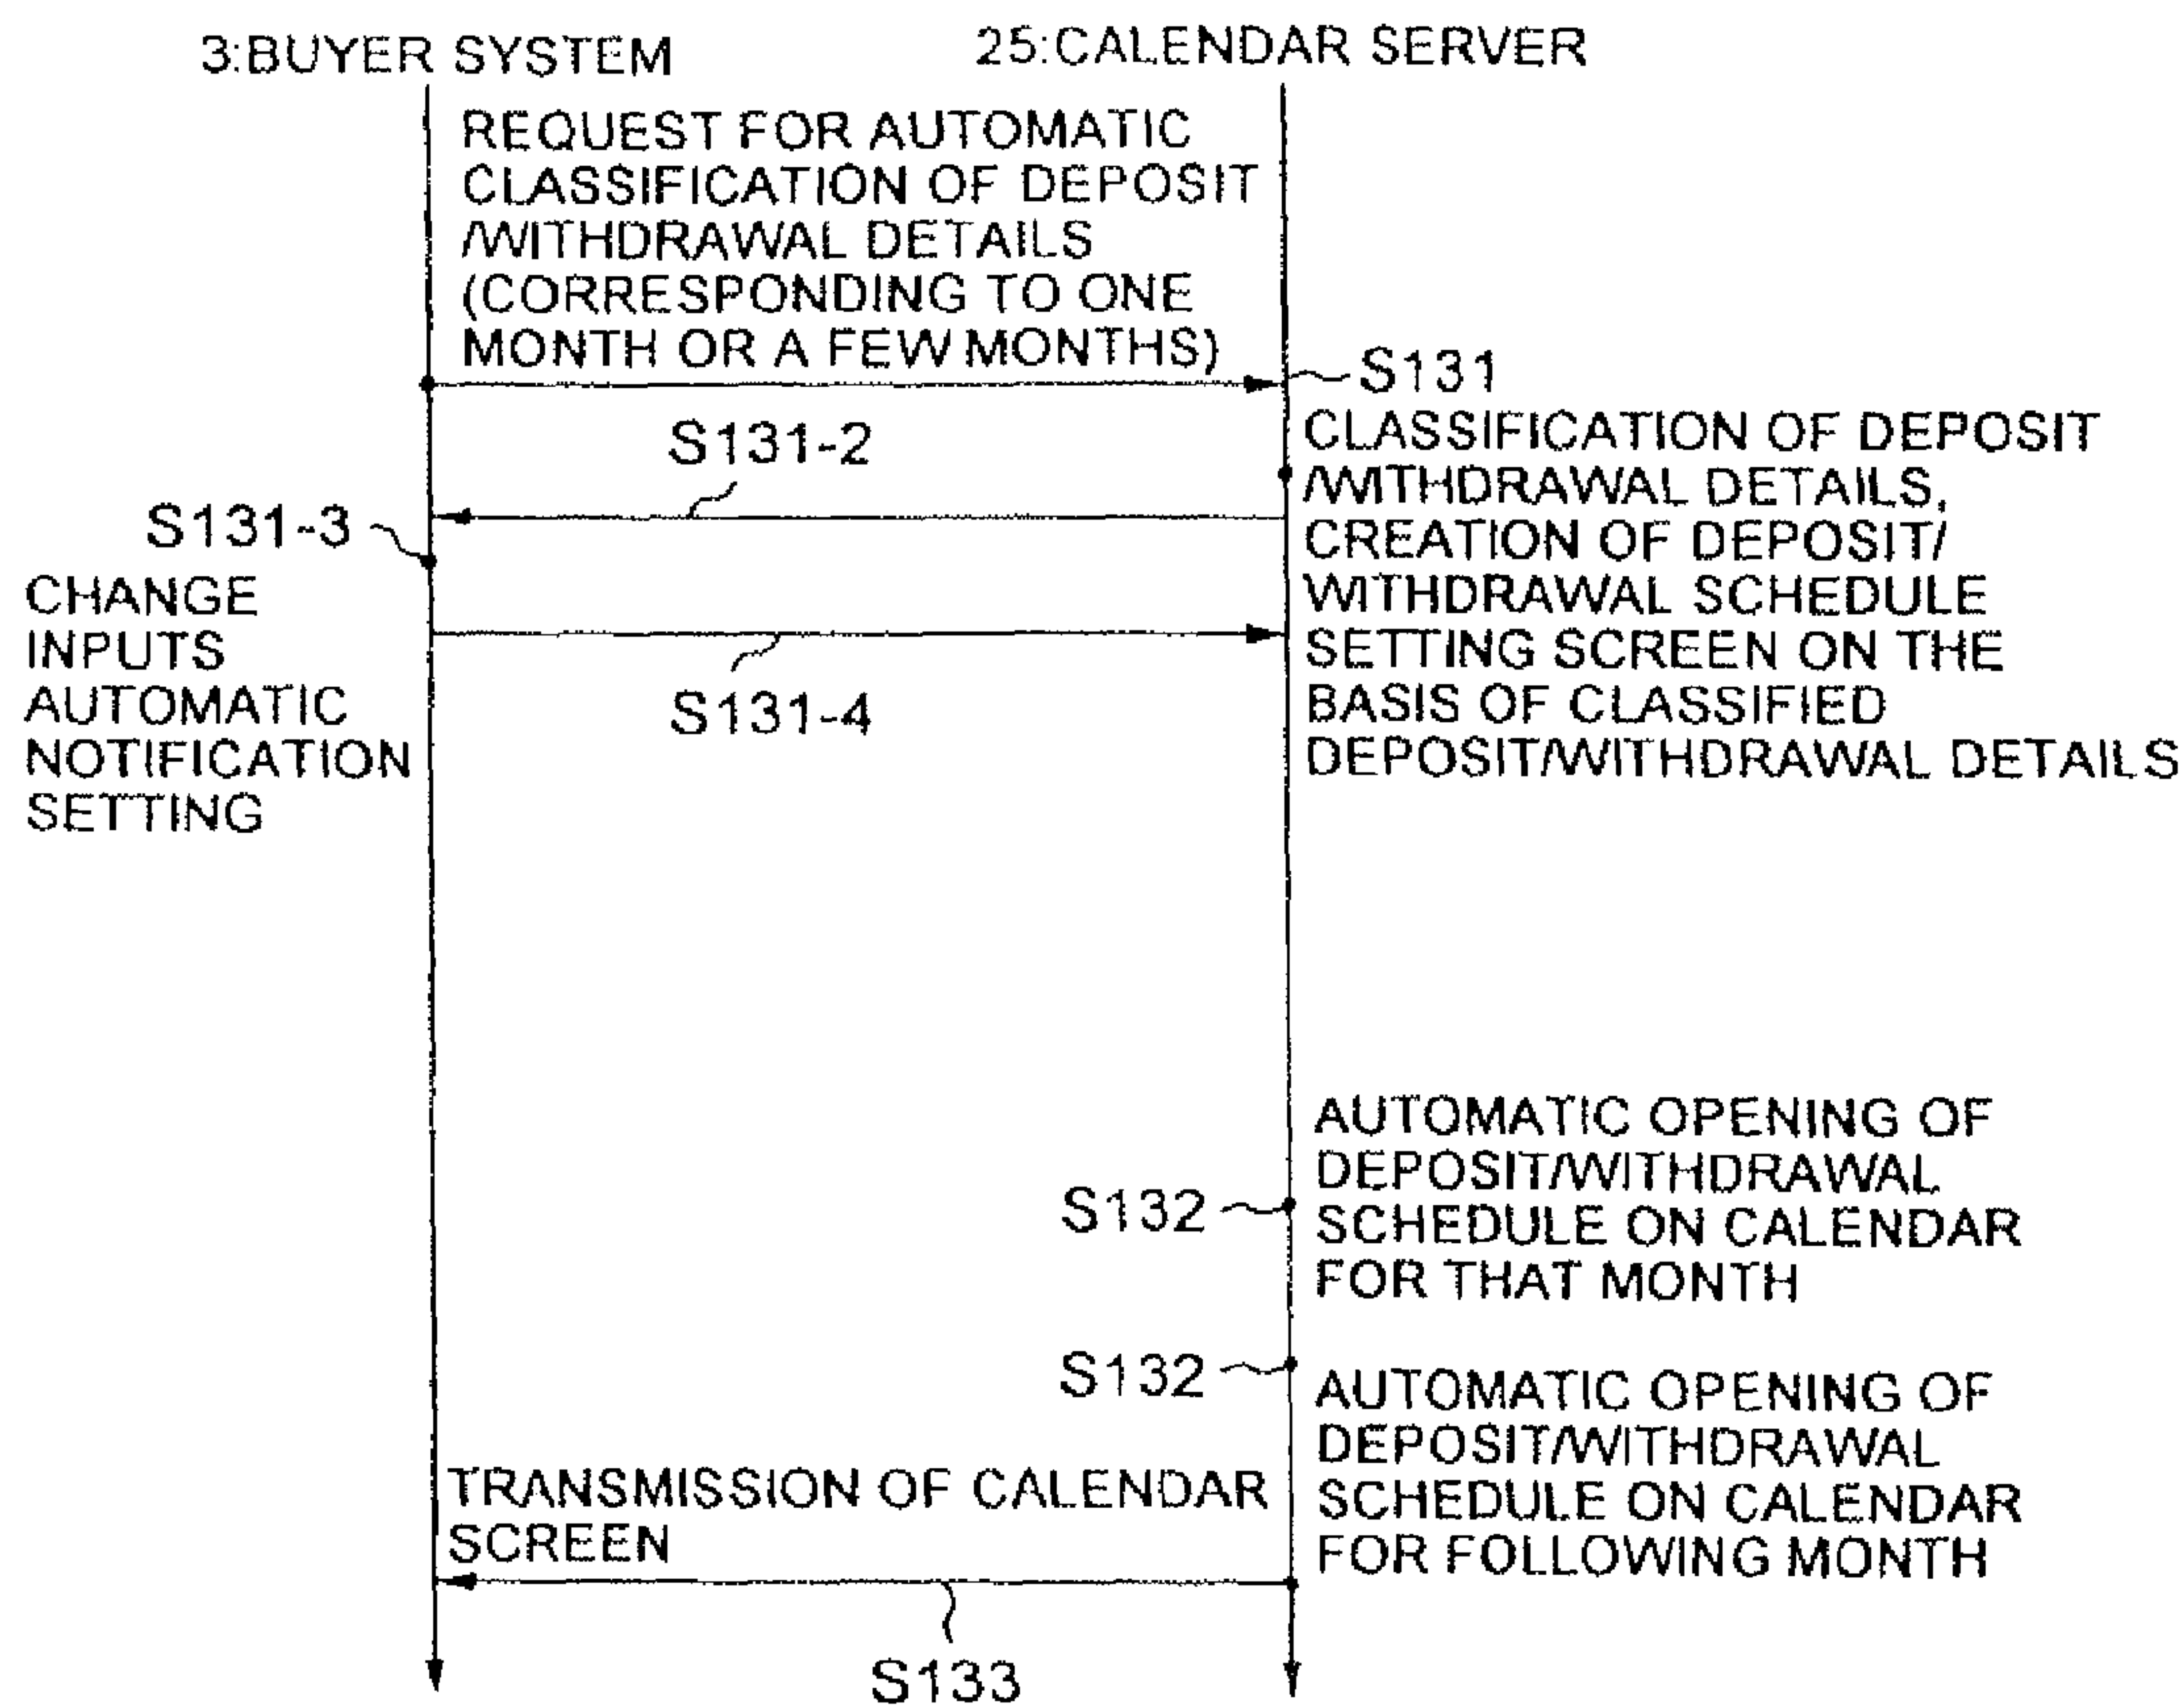 3:BUYER SYSTEM
25:CALENDAR SERVER
REQUEST FOR AUTOMATIC
CLASSIFICATION OF DEPOSIT
/WITHDRAWAL DETAILS
(CORRESPONDING TO ONE
MONTH OR A FEW MONTHS)
S131
CLASSIFICATION OF DEPOSIT
/WITHDRAWAL DETAILS,
CREATION OF DEPOSIT/
WITHDRAWAL SCHEDULE
SETTING SCREEN ON THE
BASIS OF CLASSIFIED
DEPOSIT/WITHDRAWAL DETAILS
S131-2
S131-3
CHANGE
INPUTS
AUTOMATIC
NOTIFICATION
SETTING
S131-4
S132
AUTOMATIC OPENING OF
DEPOSIT/WITHDRAWAL
SCHEDULE ON CALENDAR
FOR THAT MONTH
S132
AUTOMATIC OPENING OF
DEPOSIT/WITHDRAWAL
SCHEDULE ON CALENDAR
FOR FOLLOWING MONTH
TRANSMISSION OF CALENDAR
SCREEN
S133